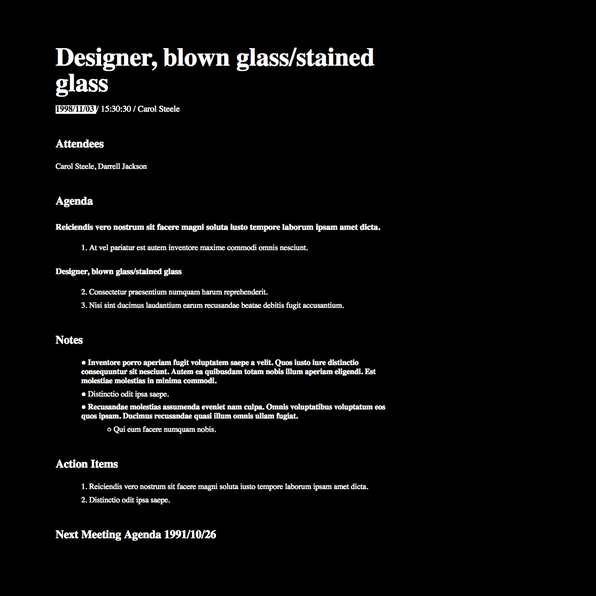 Designer, blown glass/stained
glass
1998/11/03 / 15:30:30 / Carol Steele
Attendees
Carol Steele, Darrell Jackson
Agenda
Reiciendis vero nostrum sit facere magni soluta iusto tempore laborum ipsam amet dicta.
1. At vel pariatur est autem inventore maxime commodi omnis nesciunt.
Designer, blown glass/stained glass
2. Consectetur praesentium numquam harum reprehenderit.
3. Nisi sint ducimus laudantium earum recusandae beatae debitis fugit accusantium.
Notes
● Inventore porro aperiam fugit voluptatem saepe a velit. Quos iusto iure distinctio
consequuntur sit nesciunt. Autem ea quibusdam totam nobis illum aperiam eligendi. Est
molestiae molestias in minima commodi.
● Distinctio odit ipsa saepe.
● Recusandae molestias assumenda eveniet nam culpa. Omnis voluptatibus voluptatum eos
quos ipsam. Ducimus recusandae quasi illum omnis ullam fugiat.
○ Qui eum facere numquam nobis.
Action Items
1. Reiciendis vero nostrum sit facere magni soluta iusto tempore laborum ipsam amet dicta.
2. Distinctio odit ipsa saepe.
Next Meeting Agenda 1991/10/26